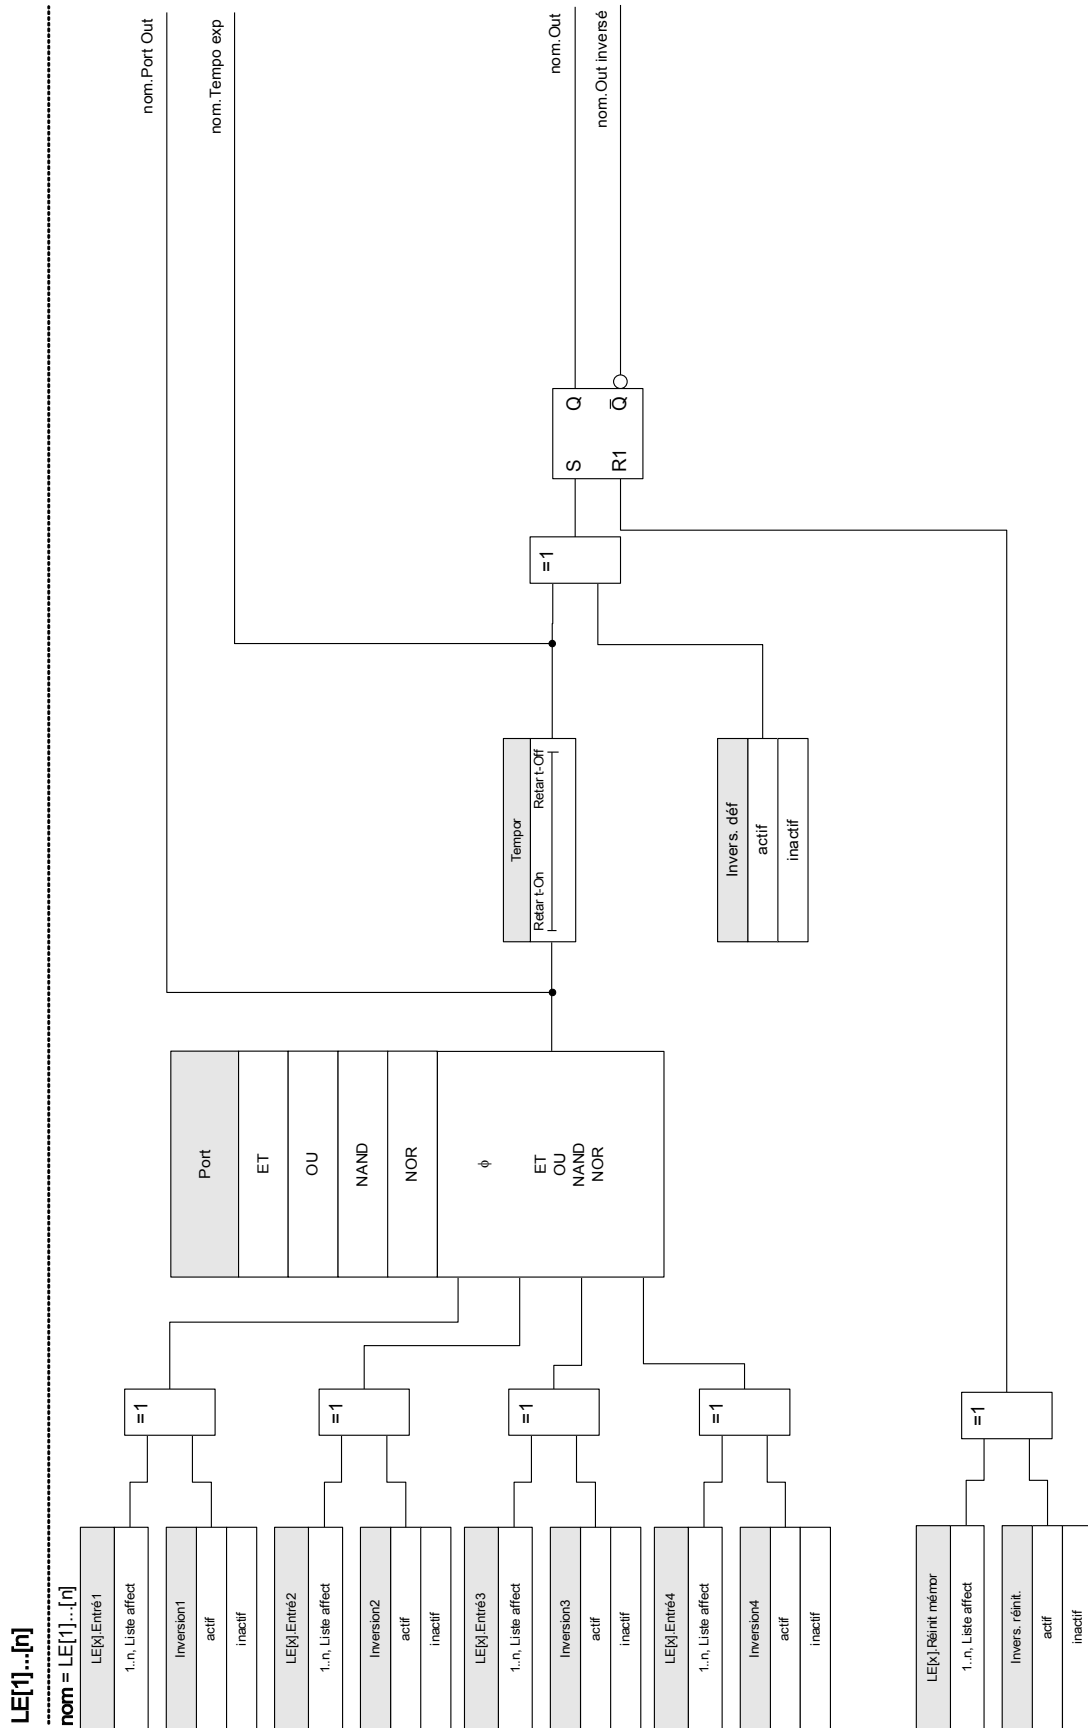 LE[1]...[n]
nom = LE[1]...[n]
LE[x].Entré1
1..n, Liste affect
Inversion1
actif
inactif
LE[x].Entré2
1..n, Liste affect
Inversion2
actif
inactif
LE[x].Entré3
1..n, Liste affect
Inversion3
actif
inactif
LE[x].Entré4
1..n, Liste affect
Inversion4
actif
inactif
LE[x].Réinit mémor
1..n, Liste affect
Invers. réinit.
actif
inactif
=1
=1
=1
=1
=1
Port
ET
OU
NAND
NOR
ϕ
ET
OU
NAND
NOR
Tempor
Retart-On
Retart-Off
Invers. déf
actif
inactif
=1
S
Q
R1
Q̅
nom.Port Out
nom.Tempo exp
nom.Out
nom.Out inversé